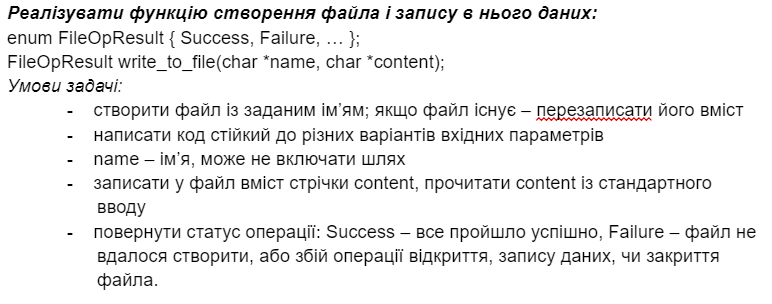 Реалізувати функцію створення файла і запису в нього даних:
enum FileOpResult { Success, Failure, … };
FileOpResult write_to_file(char *name, char *content);
Умови задачі:
- створити файл із заданим ім’ям; якщо файл існує – перезаписати його вміст
- написати код стійкий до різних варіантів вхідних параметрів
- name – ім’я, може не включати шлях
- записати у файл вміст стрічки content, прочитати content із стандартного
вводу
- повернути статус операції: Success – все пройшло успішно, Failure – файл не
вдалося створити, або збій операції відкриття, запису даних, чи закриття
файла.